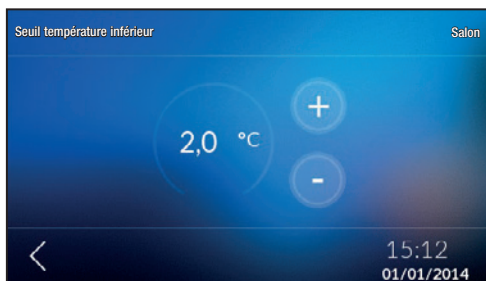 Seuil température inférieur
Salon
2,0 °C
+
-
15:12
01/01/2014